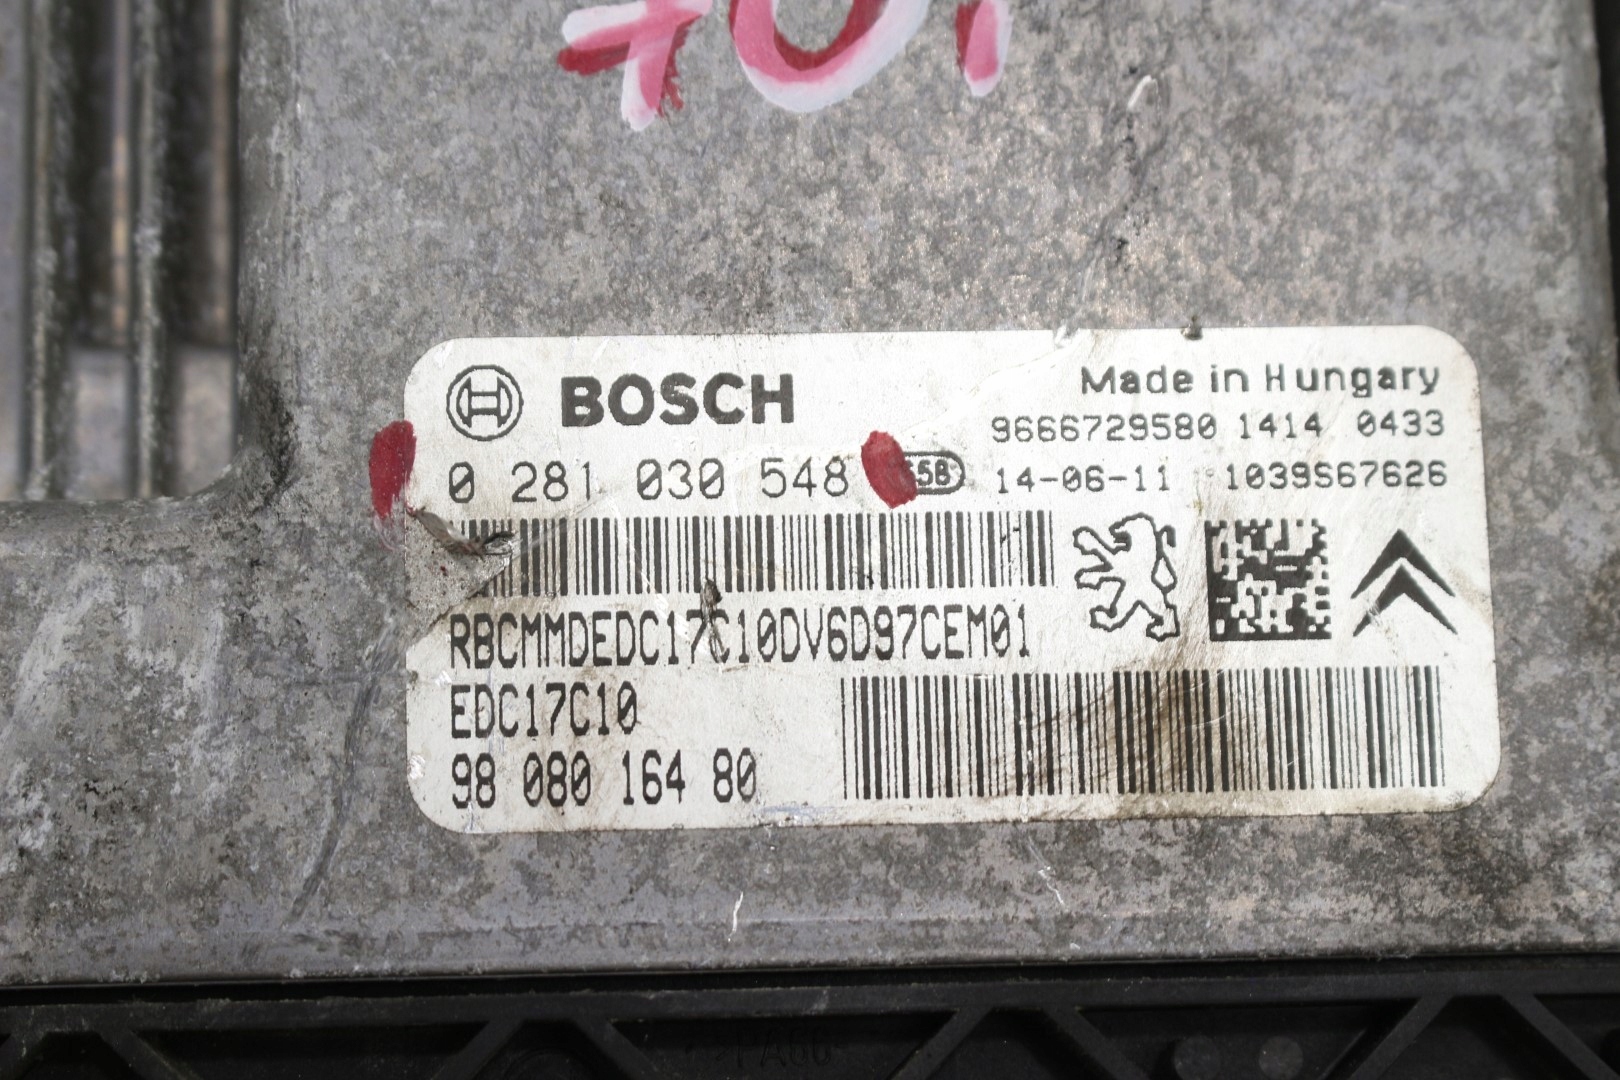 BOSCH
Made in Hungary
9666729580 1414 0433
0 281 030 548
14-06-11 1039S67626
RBCMMDEDC17C10DV6D97CEM01
EDC17C10
98 080 164 80